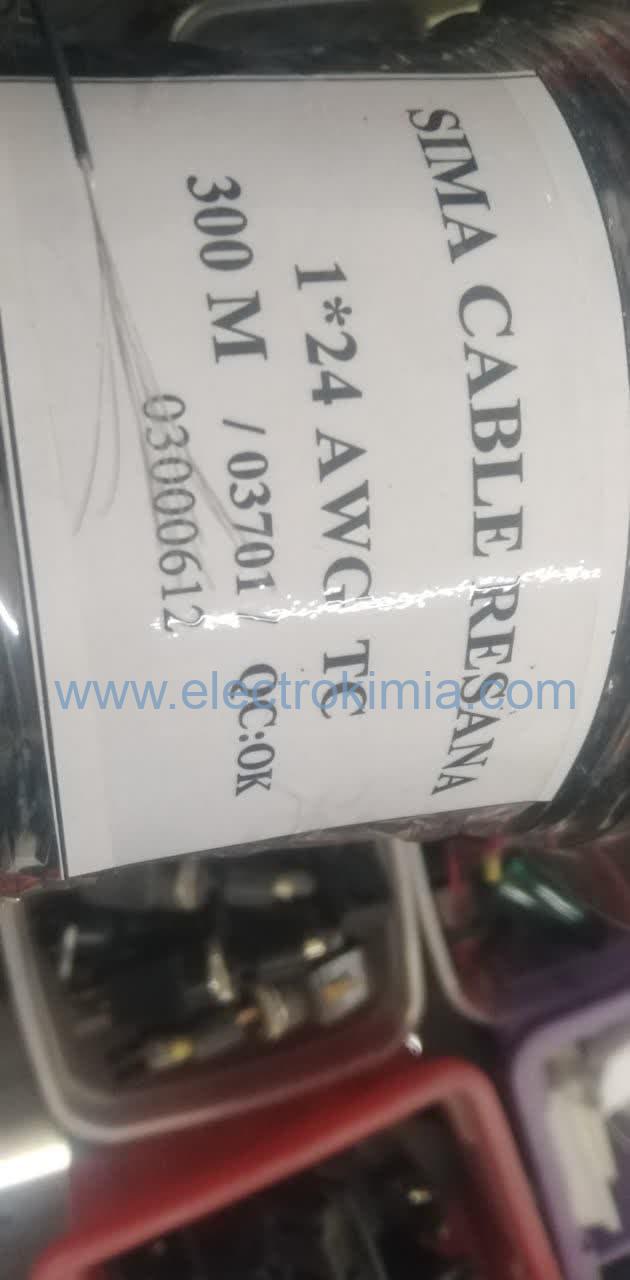 SIMA CABLE RESANA
1*24 AWG TC
300 M / 03701 / QC:OK
03000612
www.electrokimia.com